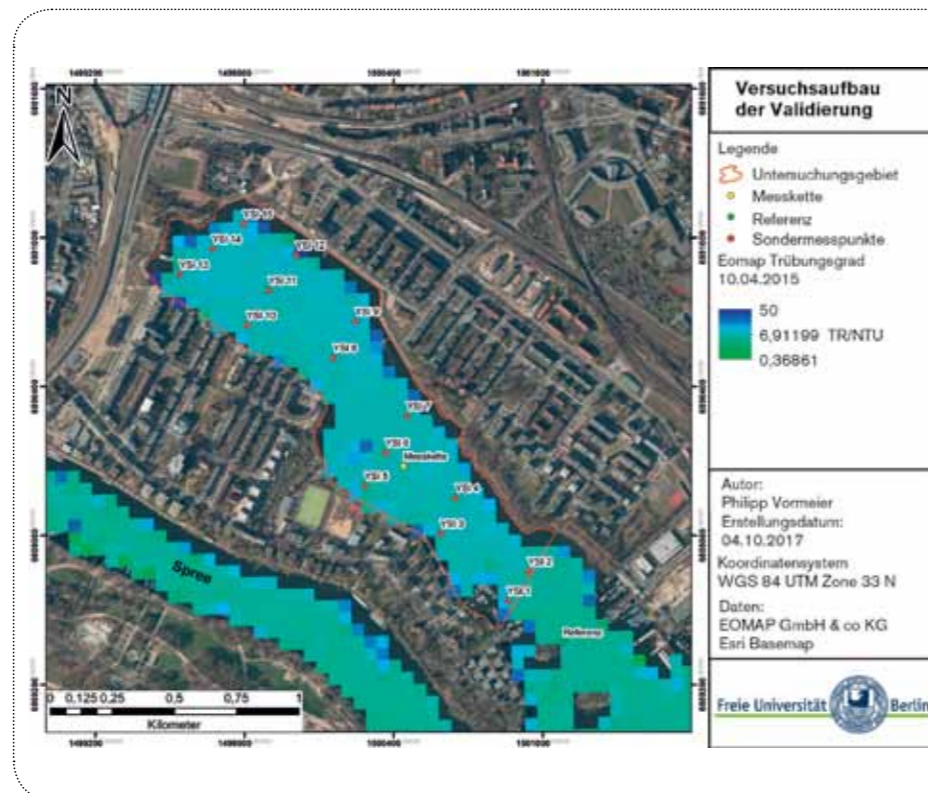 N
YSI-15
YSI-14
YSI-12
YSI-13
YSI-11
YSI-10
YSI-9
YSI-8
YSI-7
YSI-6
Messkette
YSI-5
YSI-4
YSI-3
YSI-2
YSI-1
Referenz
Spree
0 0,125 0,25 0,5 0,75 1
Kilometer
Versuchsaufbau
der Validierung
Legende
Untersuchungsgebiet
Messkette
Referenz
Sondermesspunkte
Eomap Trübungsgrad
10.04.2015
50
6,91199 TR/NTU
0,36861
Autor:
Philipp Vormeier
Erstellungsdatum:
04.10.2017
Koordinatensystem
WGS 84 UTM Zone 33 N
Daten:
EOMAP GmbH & co KG
Esri Basemap
Freie Universität Berlin